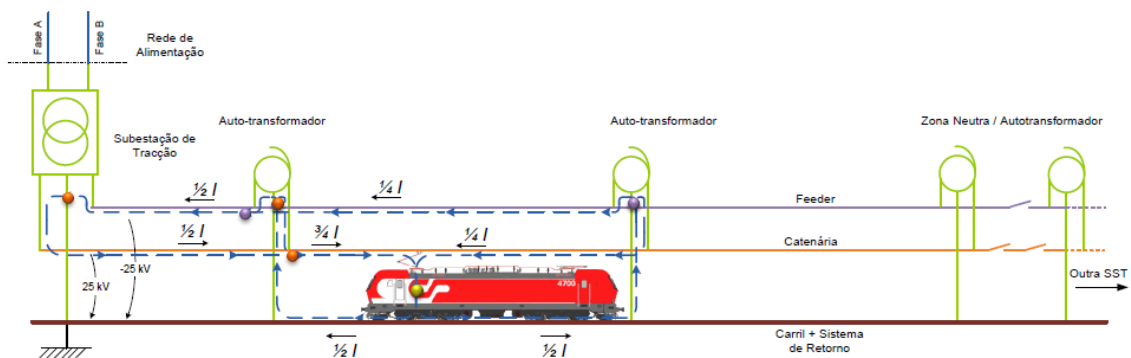 Fase A
Fase B
Rede de
Alimentação
Subestação de
Tracção
Auto-transformador
Auto-transformador
Zona Neutra / Autotransformador
½ I
¼ I
Feeder
½ I
¾ I
¼ I
Catenária
-25 kV
25 kV
4700
Outra SST
½ I
½ I
Carril + Sistema
de Retorno